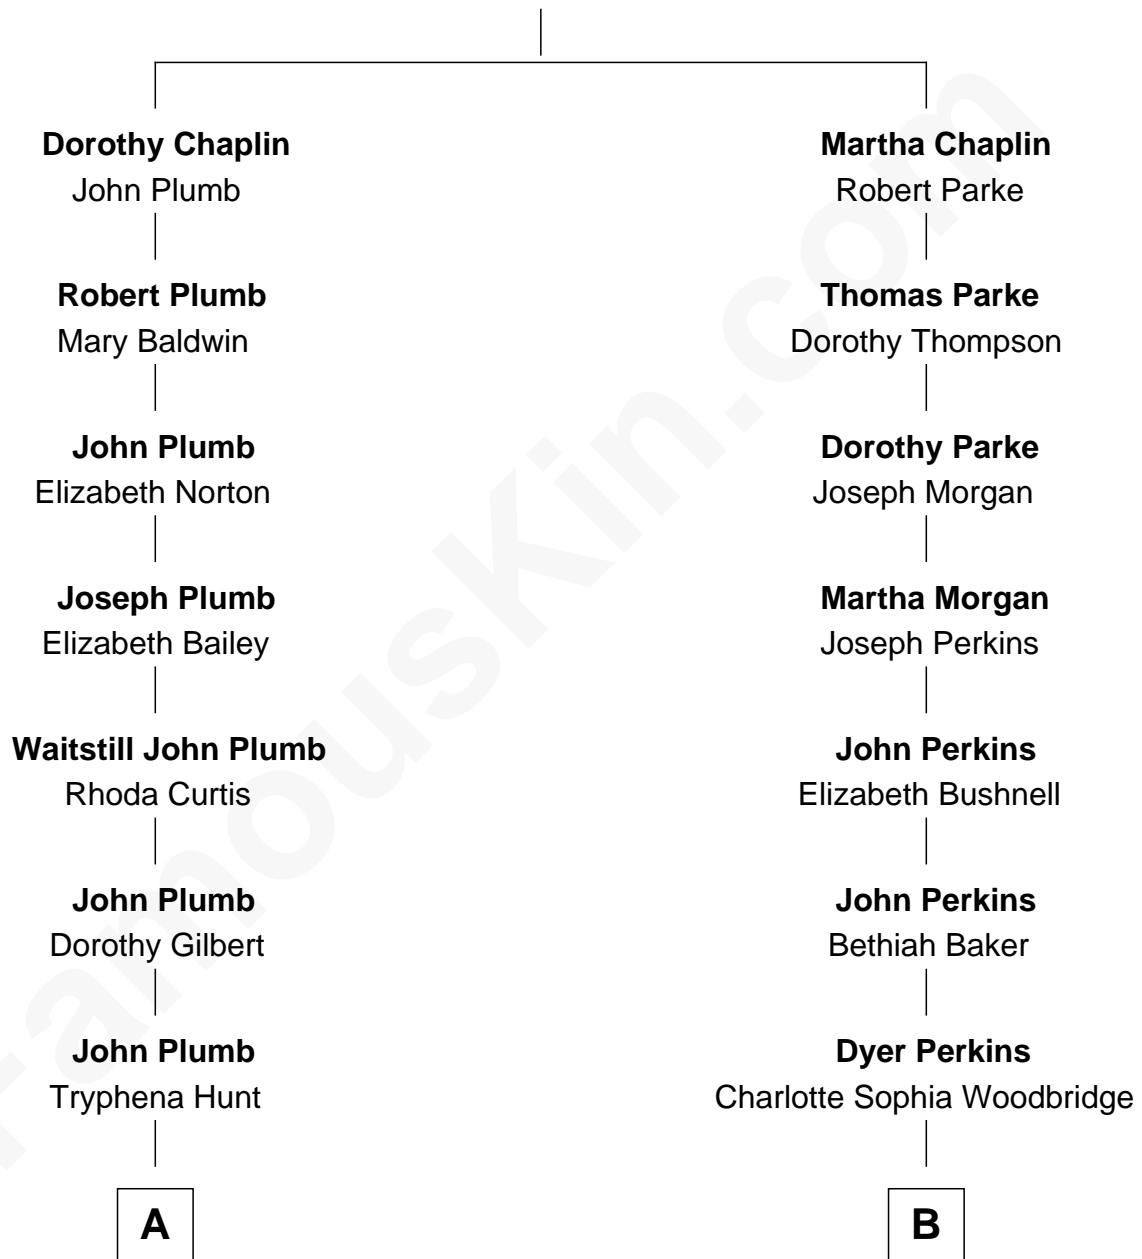 Dorothy Chaplin
John Plumb
Robert Plumb
Mary Baldwin
John Plumb
Elizabeth Norton
Joseph Plumb
Elizabeth Bailey
Waitstill John Plumb
Rhoda Curtis
John Plumb
Dorothy Gilbert
John Plumb
Tryphena Hunt
A
Martha Chaplin
Robert Parke
Thomas Parke
Dorothy Thompson
Dorothy Parke
Joseph Morgan
Martha Morgan
Joseph Perkins
John Perkins
Elizabeth Bushnell
John Perkins
Bethiah Baker
Dyer Perkins
Charlotte Sophia Woodbridge
B
FamousKin.com